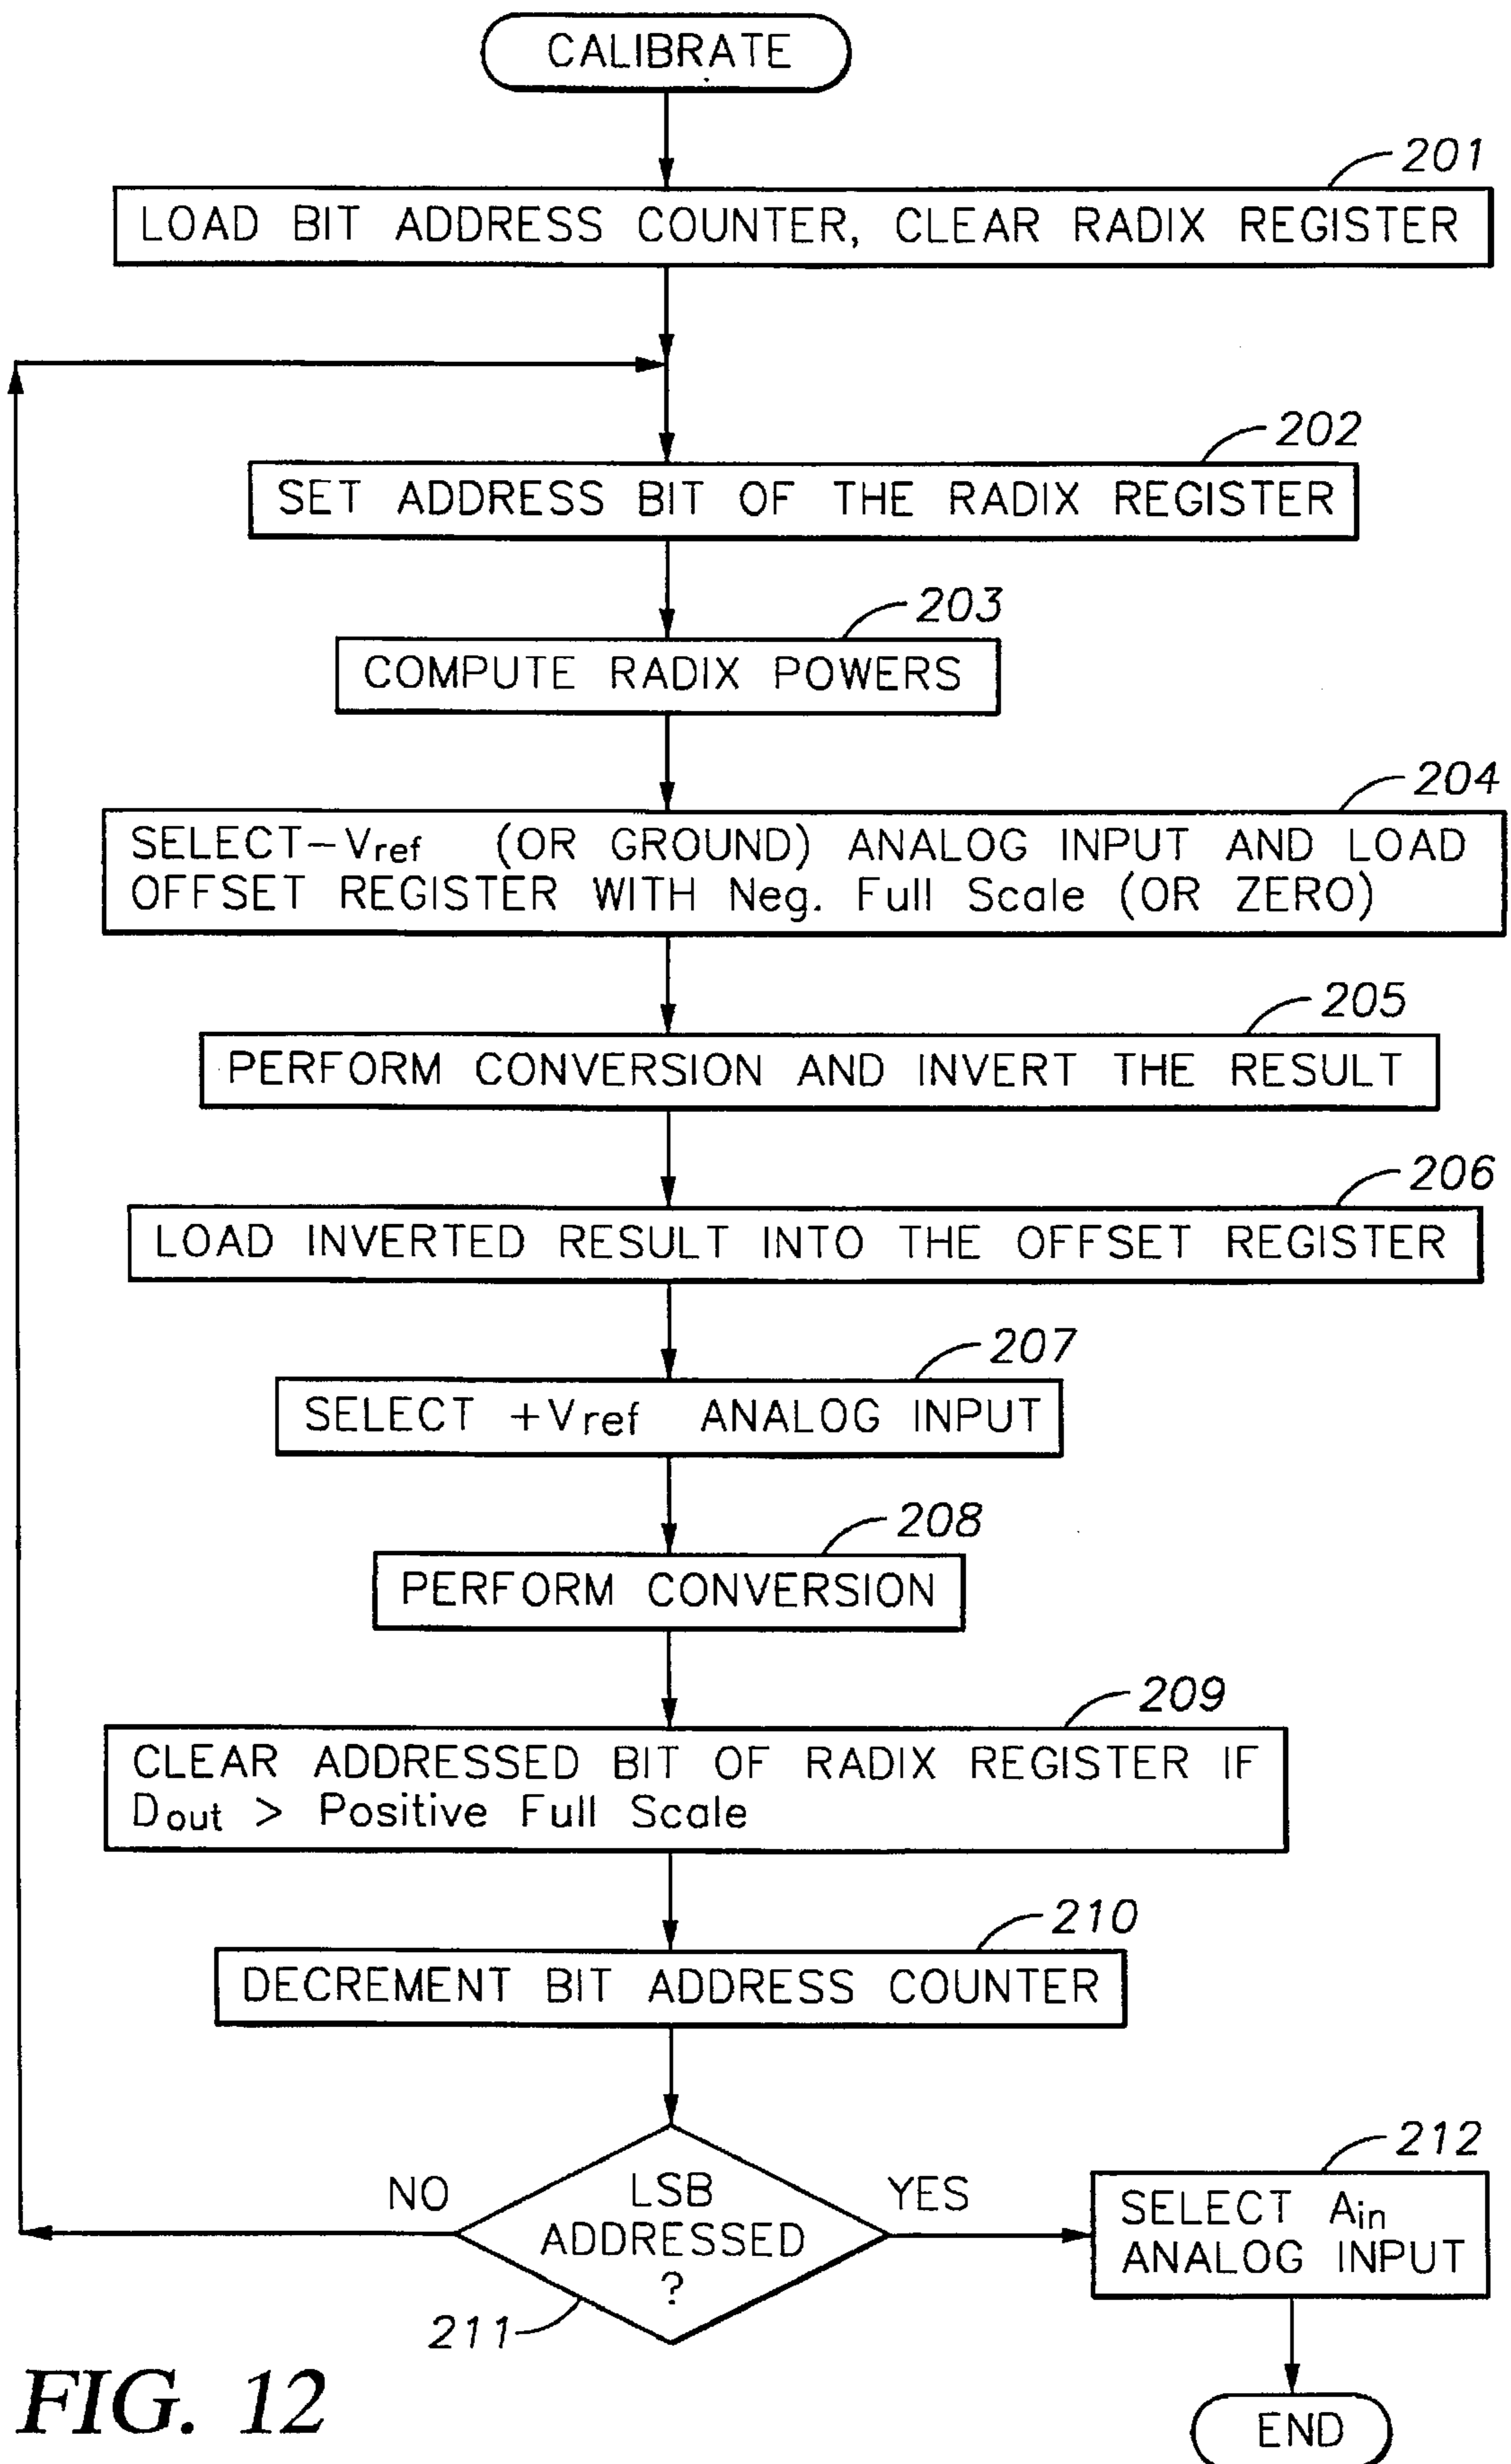 CALIBRATE
201
LOAD BIT ADDRESS COUNTER, CLEAR RADIX REGISTER
202
SET ADDRESS BIT OF THE RADIX REGISTER
203
COMPUTE RADIX POWERS
204
SELECT-Vref (OR GROUND) ANALOG INPUT AND LOAD
OFFSET REGISTER WITH Neg. Full Scale (OR ZERO)
205
PERFORM CONVERSION AND INVERT THE RESULT
206
LOAD INVERTED RESULT INTO THE OFFSET REGISTER
207
SELECT +Vref ANALOG INPUT
208
PERFORM CONVERSION
209
CLEAR ADDRESSED BIT OF RADIX REGISTER IF
Dout > Positive Full Scale
210
DECREMENT BIT ADDRESS COUNTER
NO
LSB
ADDRESSED
?
YES
211
212
SELECT Ain
ANALOG INPUT
END
FIG. 12